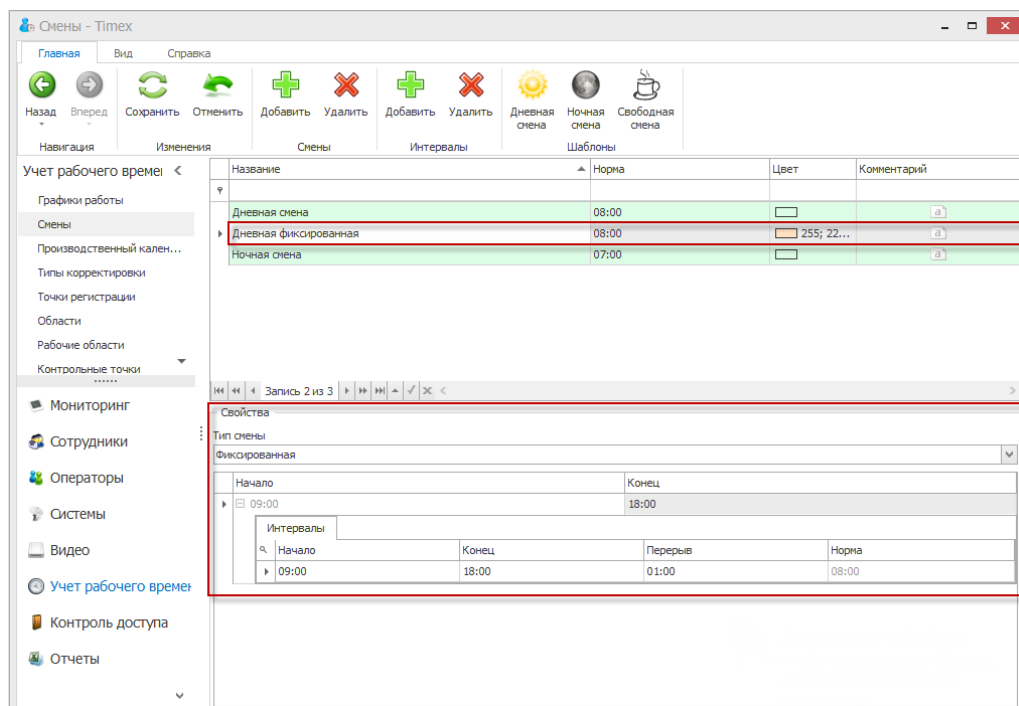 Смены - Timex
Главная Вид Справка
Назад Вперед Сохранить Отменить Добавить Удалить Добавить Удалить Дневная смена Ночная смена Свободная смена
Навигация Изменения Смены Интервалы Шаблоны
Учет рабочего времен
Название Норма Цвет Комментарий
Графики работы
Смены
Производственный кален...
Типы корректировки
Точки регистрации
Области
Рабочие области
Контрольные точки
Дневная смена 08:00 a
Дневная фиксированная 08:00 255; 22... a
Ночная смена 07:00 a
Запись 2 из 3
Мониторинг
Сотрудники
Операторы
Системы
Видео
Учет рабочего времен
Контроль доступа
Отчеты
Свойства
Тип смены
Фиксированная
Начало Конец
09:00 18:00
Интервалы
Начало Конец Перерыв Норма
09:00 18:00 01:00 08:00